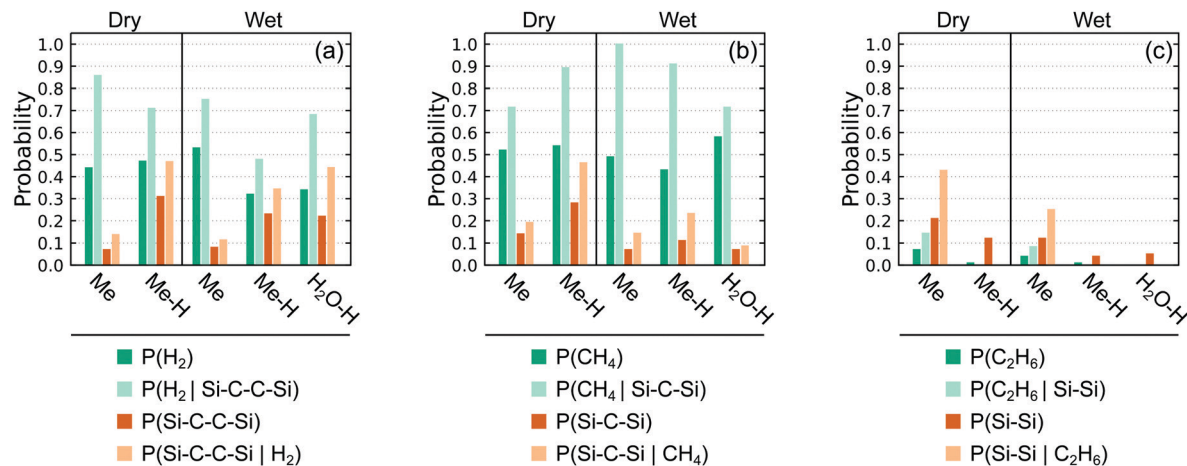 Dry Wet
(a)
Probability
1.0
0.9
0.8
0.7
0.6
0.5
0.4
0.3
0.2
0.1
0.0
Me Me-H Me Me-H H₂O-H
P(H₂)
P(H₂ | Si-C-C-Si)
P(Si-C-C-Si)
P(Si-C-C-Si | H₂)
Dry Wet
(b)
Probability
1.0
0.9
0.8
0.7
0.6
0.5
0.4
0.3
0.2
0.1
0.0
Me Me-H Me Me-H H₂O-H
P(CH₄)
P(CH₄ | Si-C-Si)
P(Si-C-Si)
P(Si-C-Si | CH₄)
Dry Wet
(c)
Probability
1.0
0.9
0.8
0.7
0.6
0.5
0.4
0.3
0.2
0.1
0.0
Me Me-H Me Me-H H₂O-H
P(C₂H₆)
P(C₂H₆ | Si-Si)
P(Si-Si)
P(Si-Si | C₂H₆)